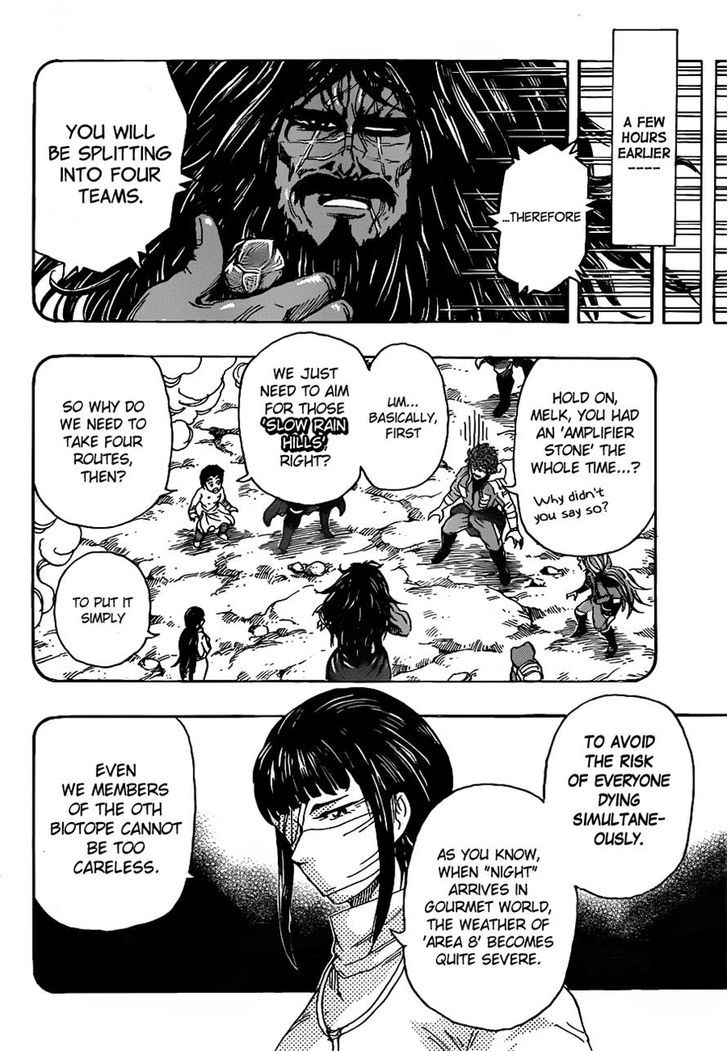 A FEW
HOURS
EARLIER
----
...THEREFORE
YOU WILL
BE SPLITTING
INTO FOUR
TEAMS.
HOLD ON,
MELK, YOU HAD
AN 'AMPLIFIER
STONE' THE
WHOLE TIME...?
Why didn't
you say so?
UM...
BASICALLY,
FIRST
WE JUST
NEED TO AIM
FOR THOSE
'SLOW RAIN
HILLS',
RIGHT?
SO WHY DO
WE NEED TO
TAKE FOUR
ROUTES,
THEN?
TO PUT IT
SIMPLY
TO AVOID
THE RISK
OF EVERYONE
DYING
SIMULTANE-
OUSLY.
AS YOU KNOW,
WHEN "NIGHT"
ARRIVES IN
GOURMET WORLD,
THE WEATHER OF
'AREA 8' BECOMES
QUITE SEVERE.
EVEN
WE MEMBERS
OF THE 0TH
BIOTOPE CANNOT
BE TOO
CARELESS.